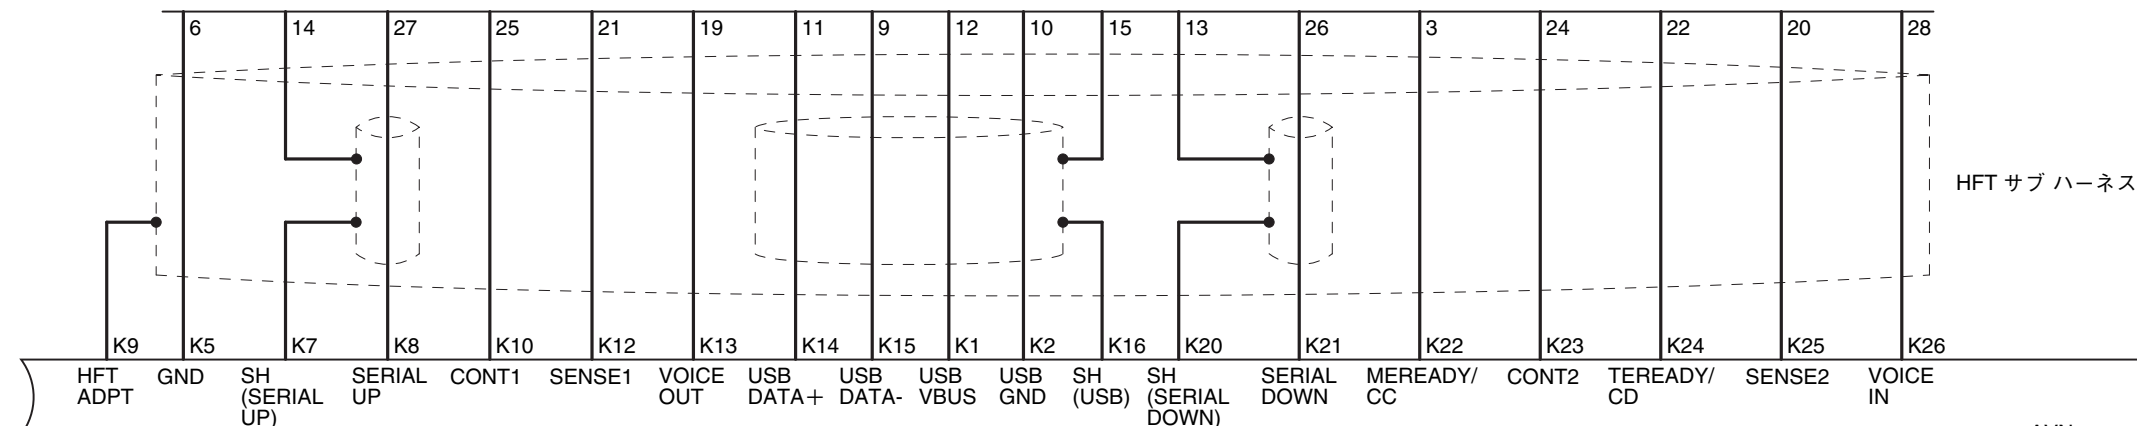 6 14 27 25 21 19 11 9 12 10 15 13 26 3 24 22 20 28
HFT サブ ハーネス
K9 K5 K7 K8 K10 K12 K13 K14 K15 K1 K2 K16 K20 K21 K22 K23 K24 K25 K26
HFT
ADPT
GND
SH
(SERIAL
UP)
SERIAL
UP
CONT1
SENSE1
VOICE
OUT
USB
DATA+
USB
DATA-
USB
VBUS
USB
GND
SH
(USB)
SH
(SERIAL
DOWN)
SERIAL
DOWN
MEREADY/
CC
CONT2
TEREADY/
CD
SENSE2
VOICE
IN